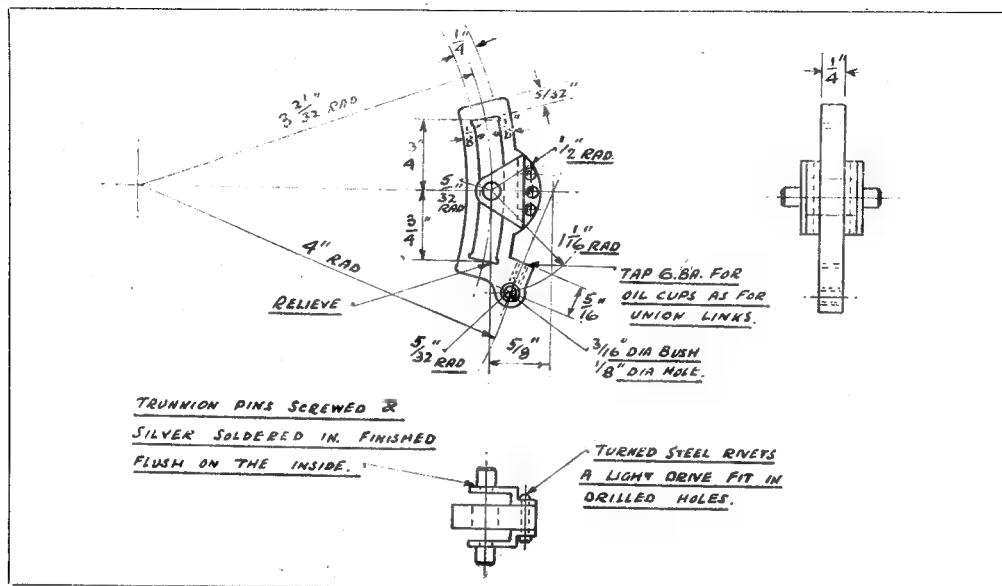 1/4"
3 21/32 RAD
5/32"
1/4"
3/4"
1/8"
1/2" RAD.
5/32" RAD
3/4"
1 1/16" RAD
4" RAD
TAP 6.BA. FOR
OIL CUPS AS FOR
UNION LINKS.
RELIEVE
5/16"
5/32" RAD
5/8"
3/16" DIA BUSH
1/8" DIA HOLE.
TRUNNION PINS SCREWED &
SILVER SOLDERED IN. FINISHED
FLUSH ON THE INSIDE.
TURNED STEEL RIVETS
A LIGHT DRIVE FIT IN
DRILLED HOLES.